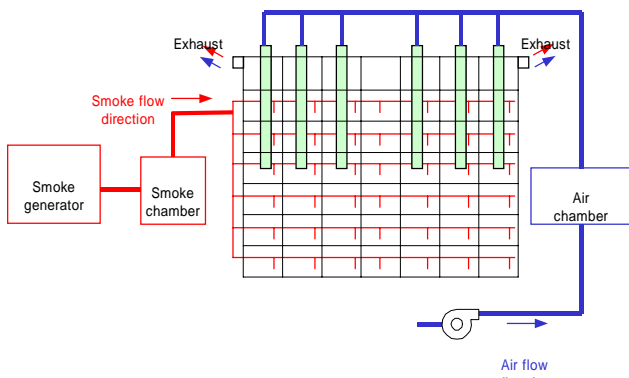 Exhaust
Exhaust
Smoke flow
direction
Smoke
generator
Smoke
chamber
Air
chamber
Air flow